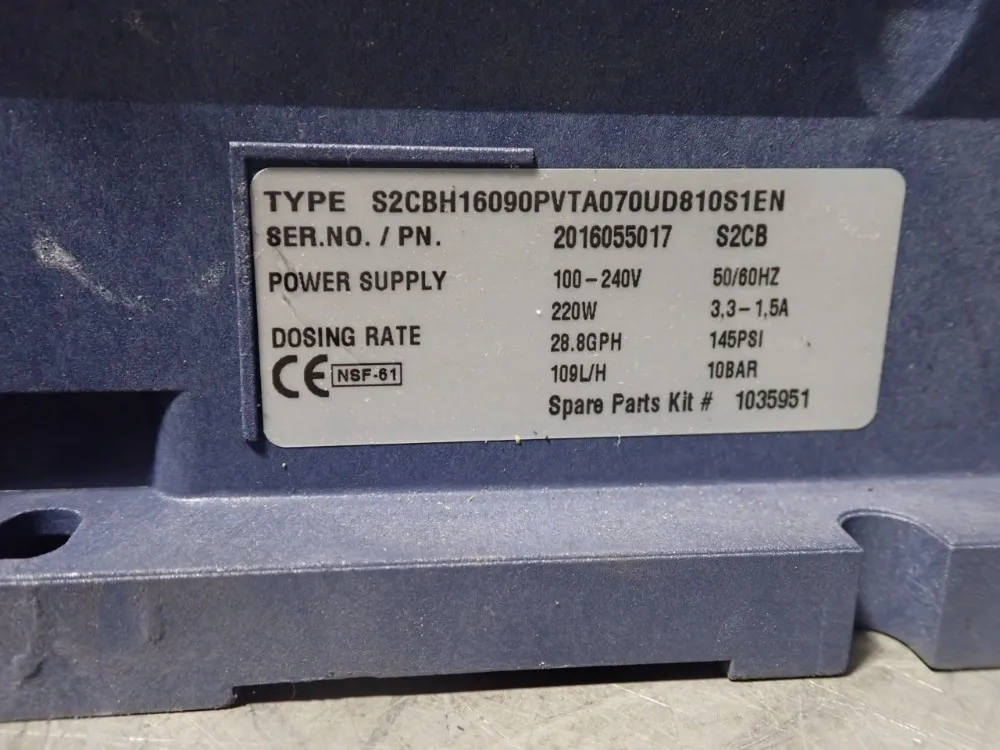 TYPE S2CBH16090PVTA070UD810S1EN
SER.NO. / PN. 2016055017 S2CB
POWER SUPPLY 100-240V 50/60HZ
220W 3,3-1,5A
DOSING RATE 28.8GPH 145PSI
CE NSF-61 109L/H 10BAR
Spare Parts Kit # 1035951